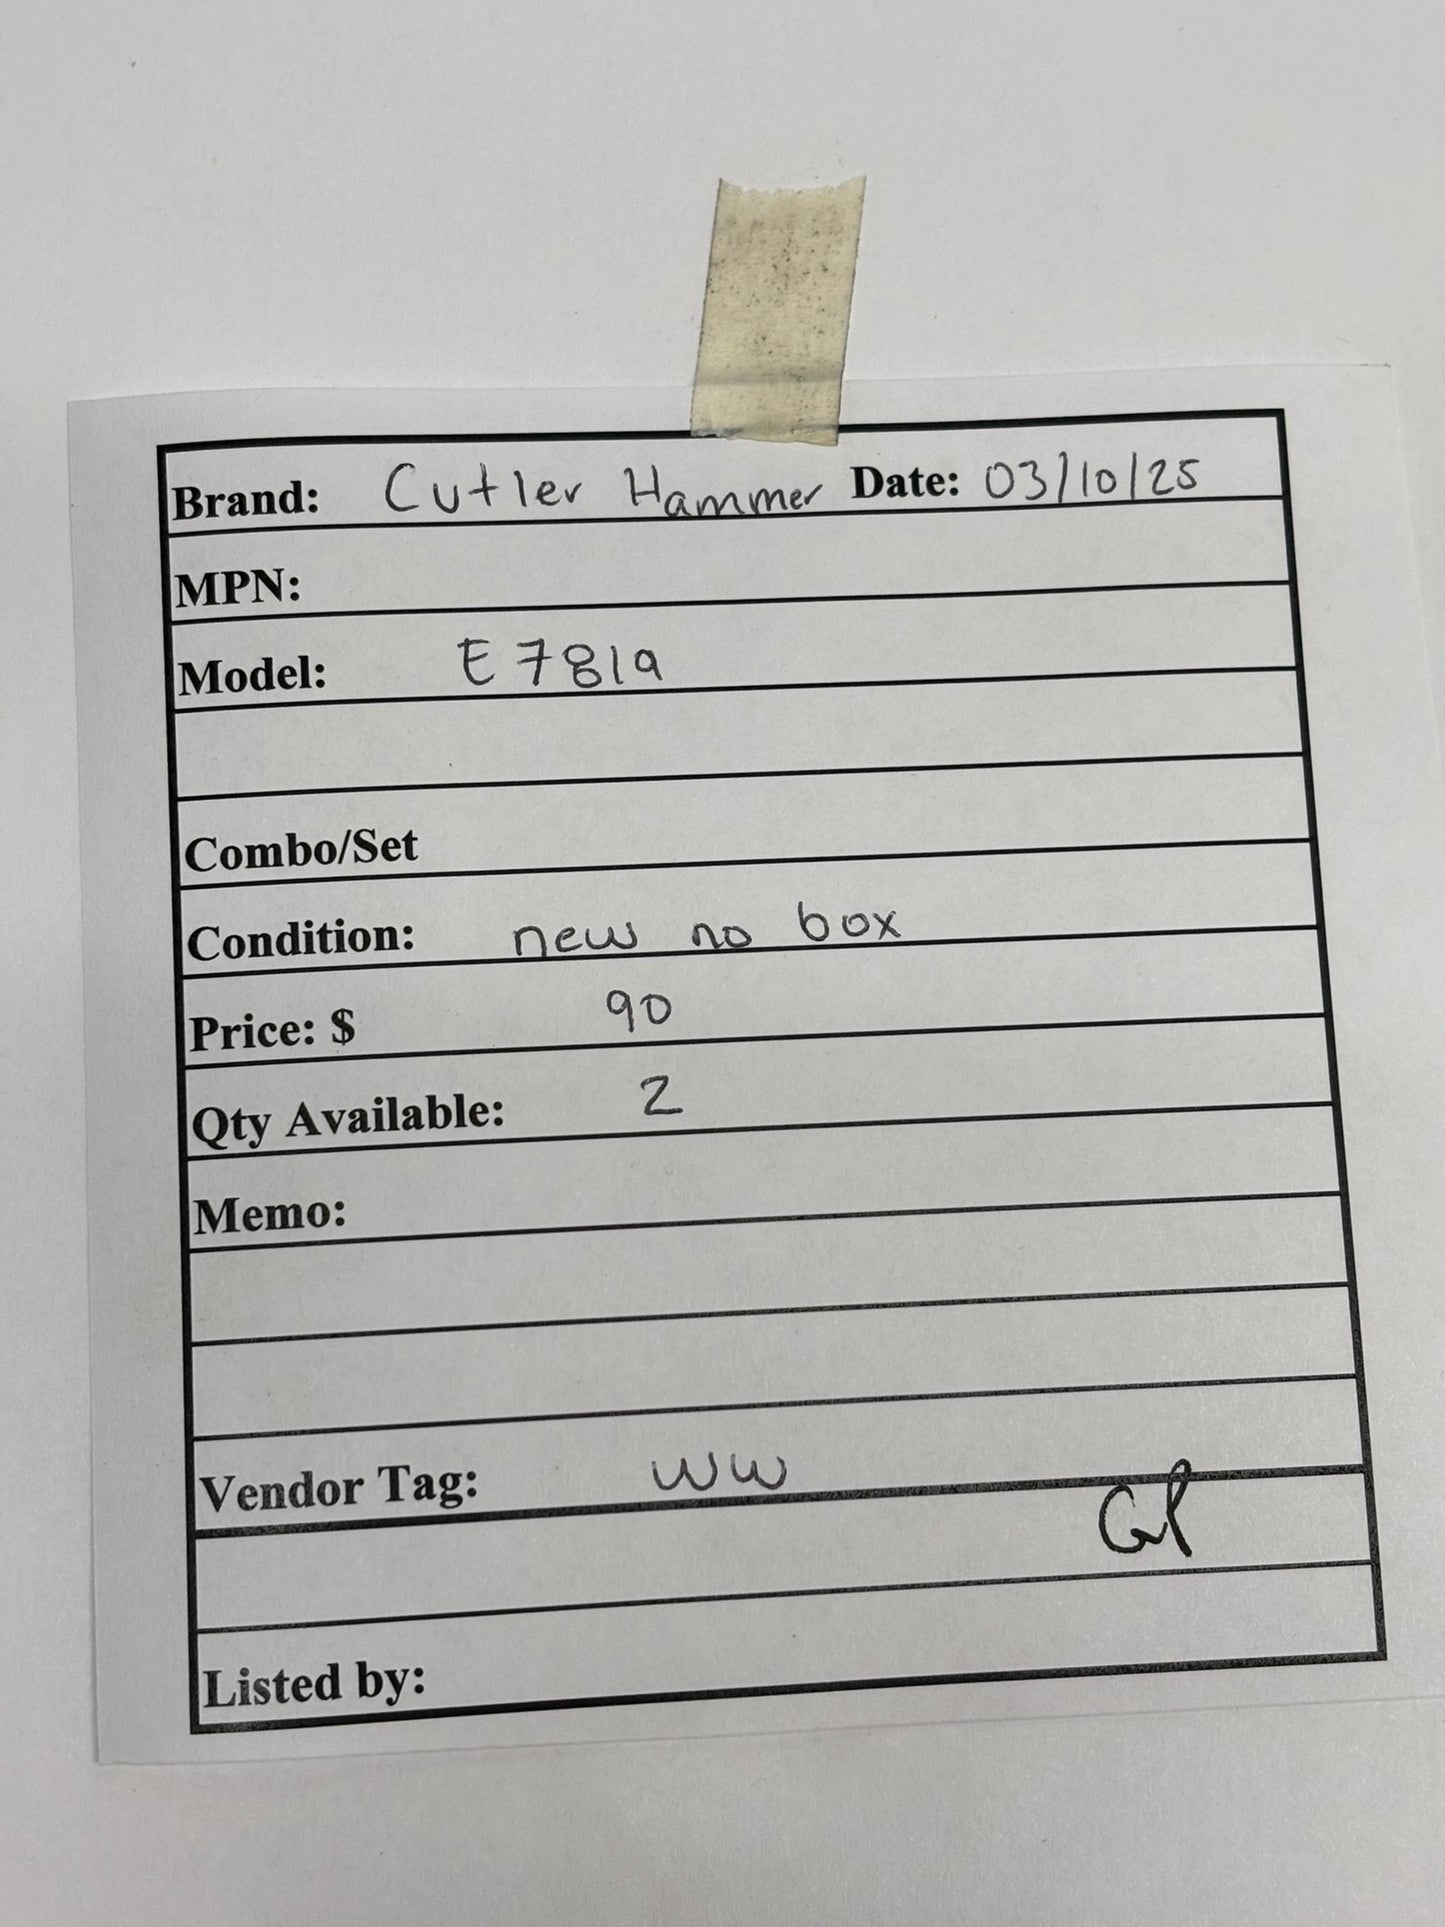 Brand: Cutler Hammer Date: 03/10/25
MPN:
Model: E781a
Combo/Set
Condition: new no box
Price: $ 90
Qty Available: 2
Memo:
Vendor Tag: WW
Listed by: